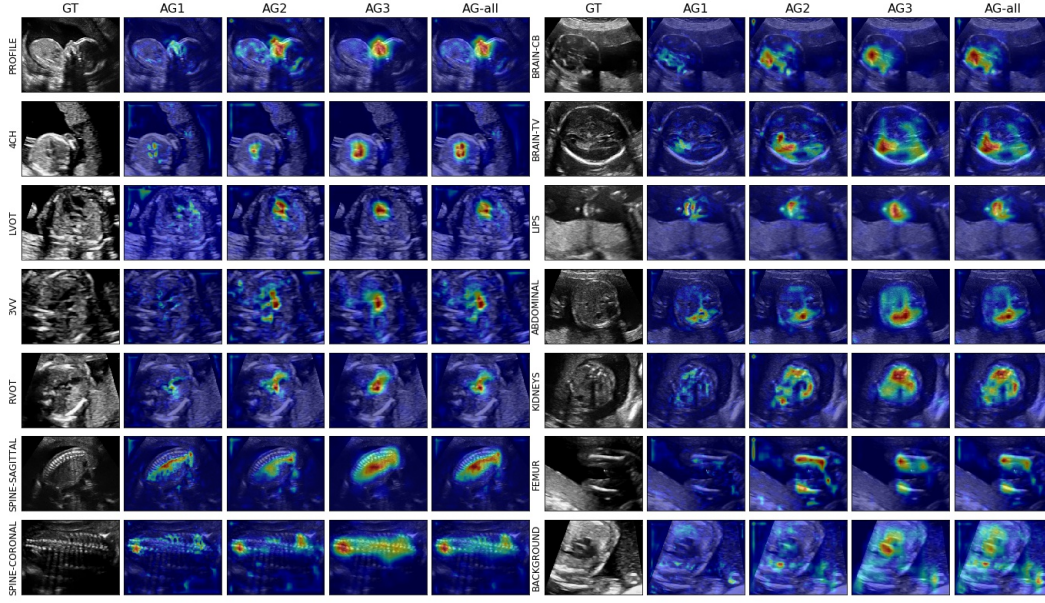 GT AG1 AG2 AG3 AG-all GT AG1 AG2 AG3 AG-all
PROFILE BRAIN-CB
4CH BRAIN-TV
LVOT LIPS
3VV ABDOMINAL
RVOT KIDNEYS
SPINE-SAGITTAL FEMUR
SPINE-CORONAL BACKGROUND